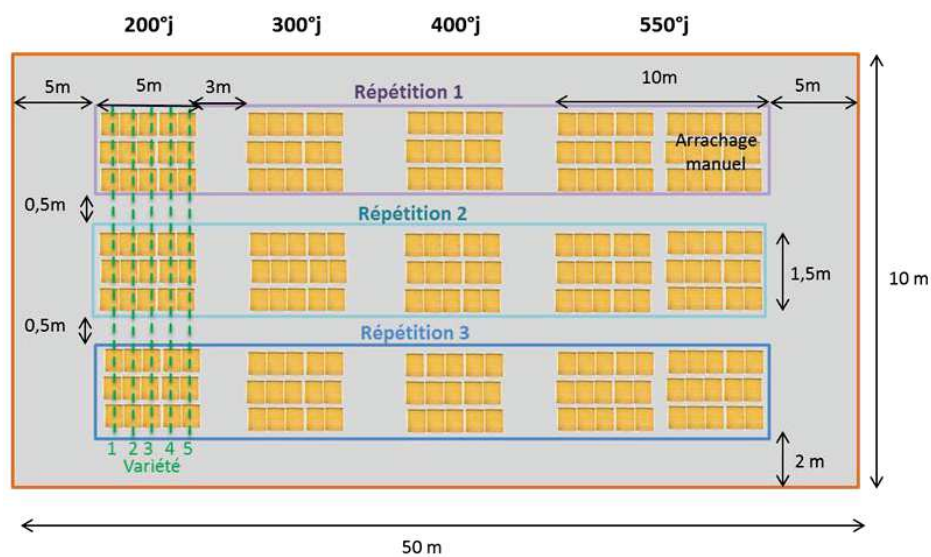 200°j 300°j 400°j 550°j
5m 5m 3m Répétition 1 10m 5m
Arrachage
manuel
0,5m
Répétition 2
1,5m
10 m
0,5m
Répétition 3
1 2 3 4 5
Variété
2 m
50 m